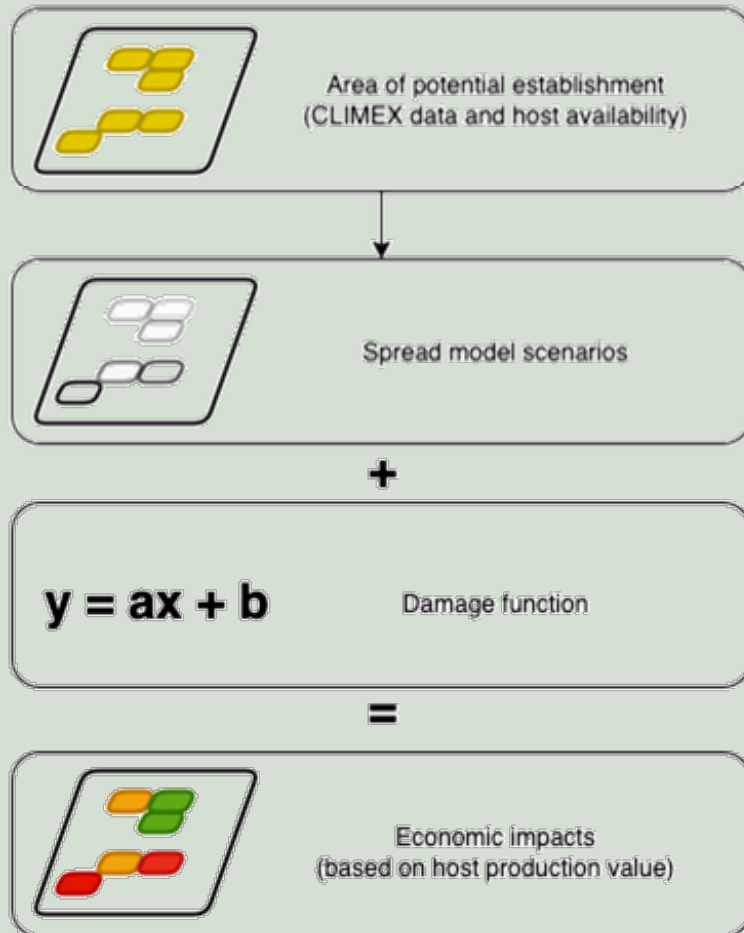 Area of potential establishment
(CLIMEX data and host availability)
Spread model scenarios
+
y = ax + b
Damage function
=
Economic impacts
(based on host production value)